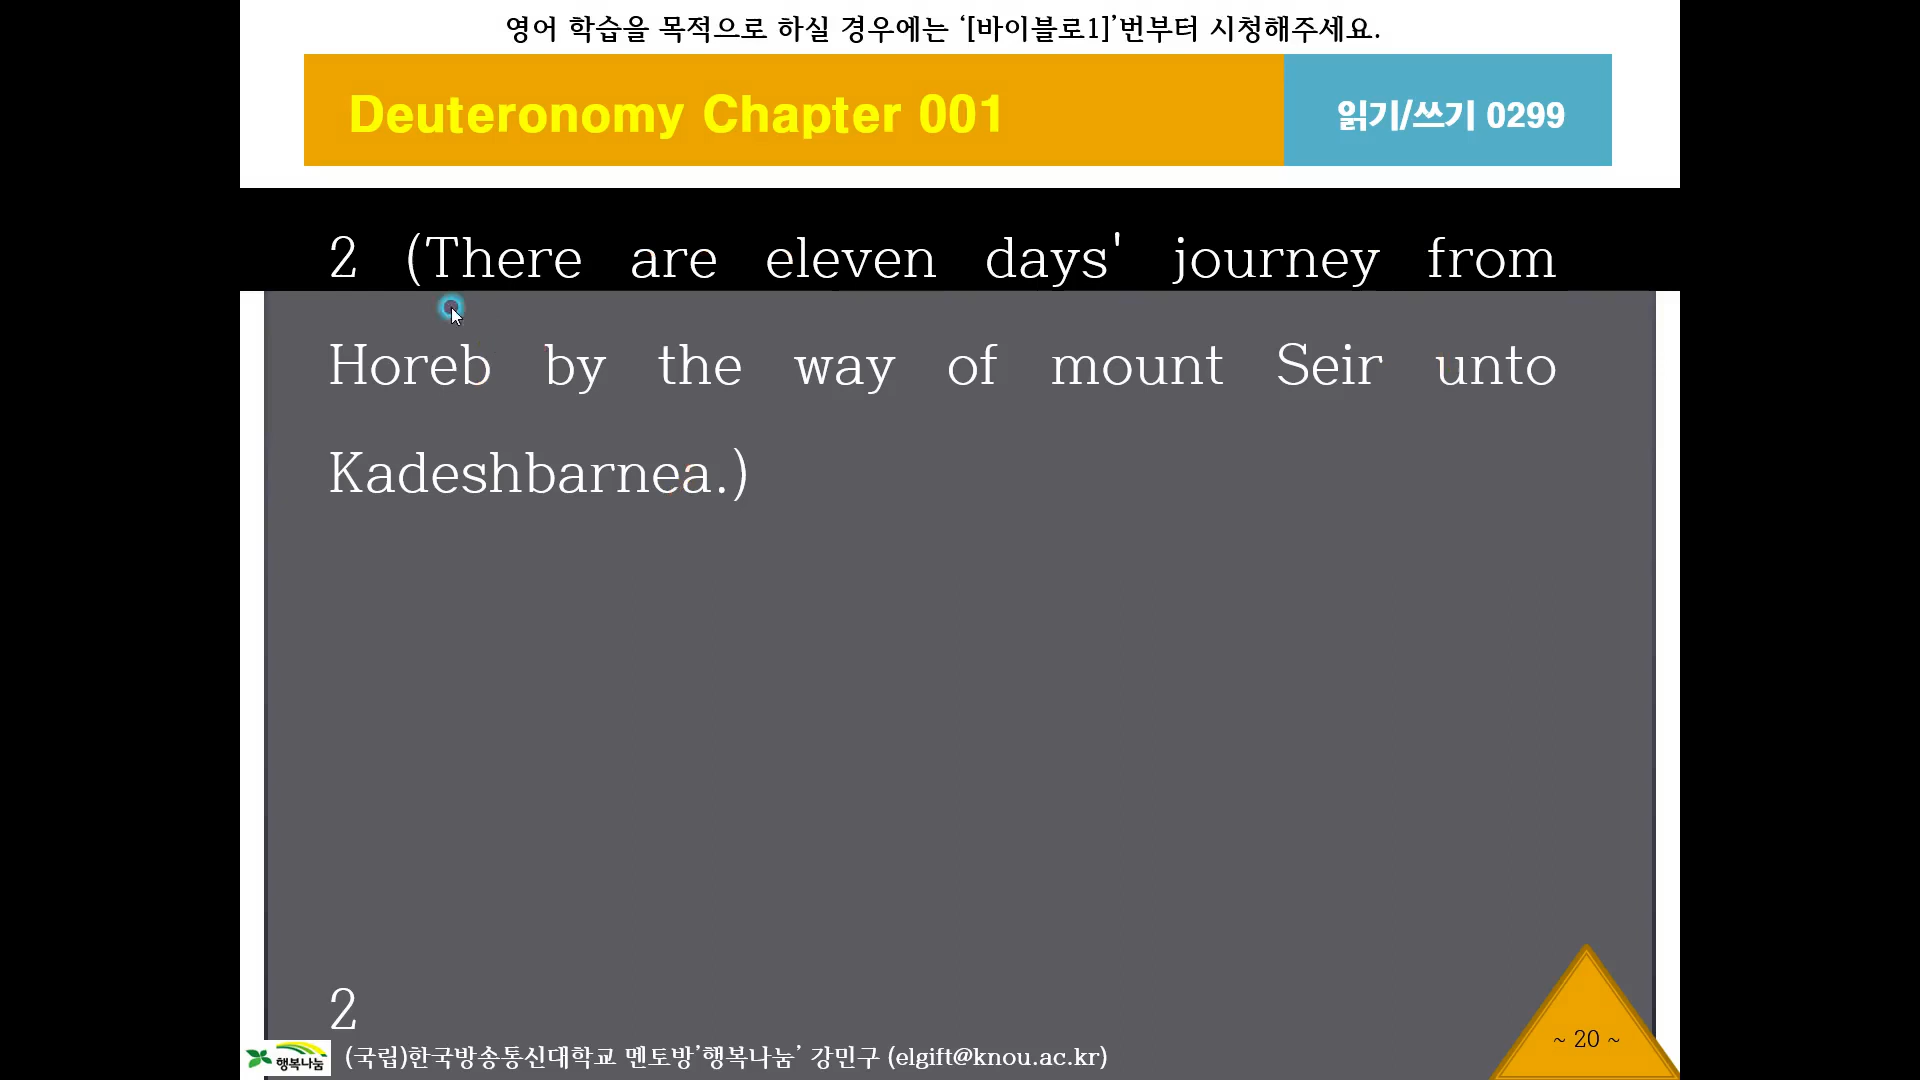 영어 학습을 목적으로 하실 경우에는 ‘[바이블로1]’번부터 시청해주세요.
Deuteronomy Chapter 001
읽기/쓰기 0299
2 (There are eleven days' journey from
Horeb by the way of mount Seir unto
Kadeshbarnea.)
2
~ 20 ~
행복나눔
(국립)한국방송통신대학교 멘토방’행복나눔’ 강민구 (elgift@knou.ac.kr)